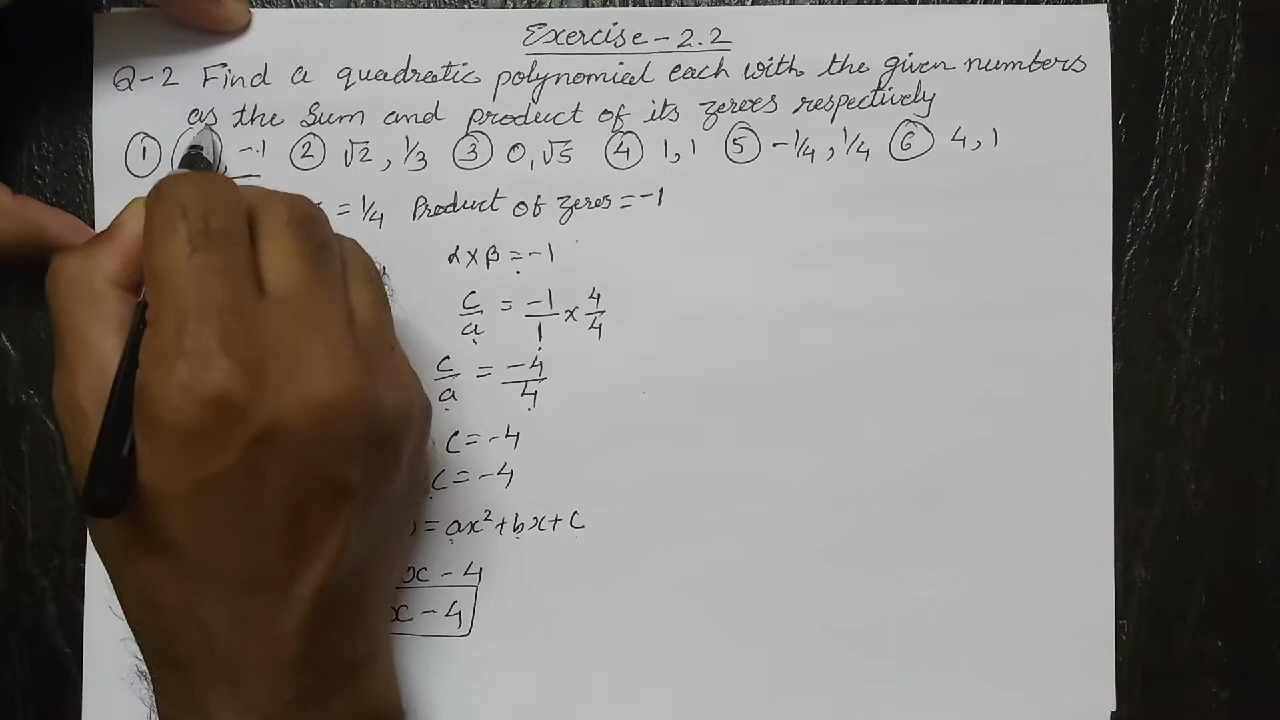 Exercise-2.2
Q-2 Find a quadratic polynomial each with the given numbers
as the Sum and product of its zeroes respectively
① , -1 ② √2, 1/3 ③ 0, √5 ④ 1, 1 ⑤ -1/4, 1/4 ⑥ 4, 1
= 1/4 Product of zeros = -1
α x β = -1
c/a = -1/1 x 4/4
c/a = -4/4
c = -4
c = -4
= ax² + bx + c
x - 4
x - 4